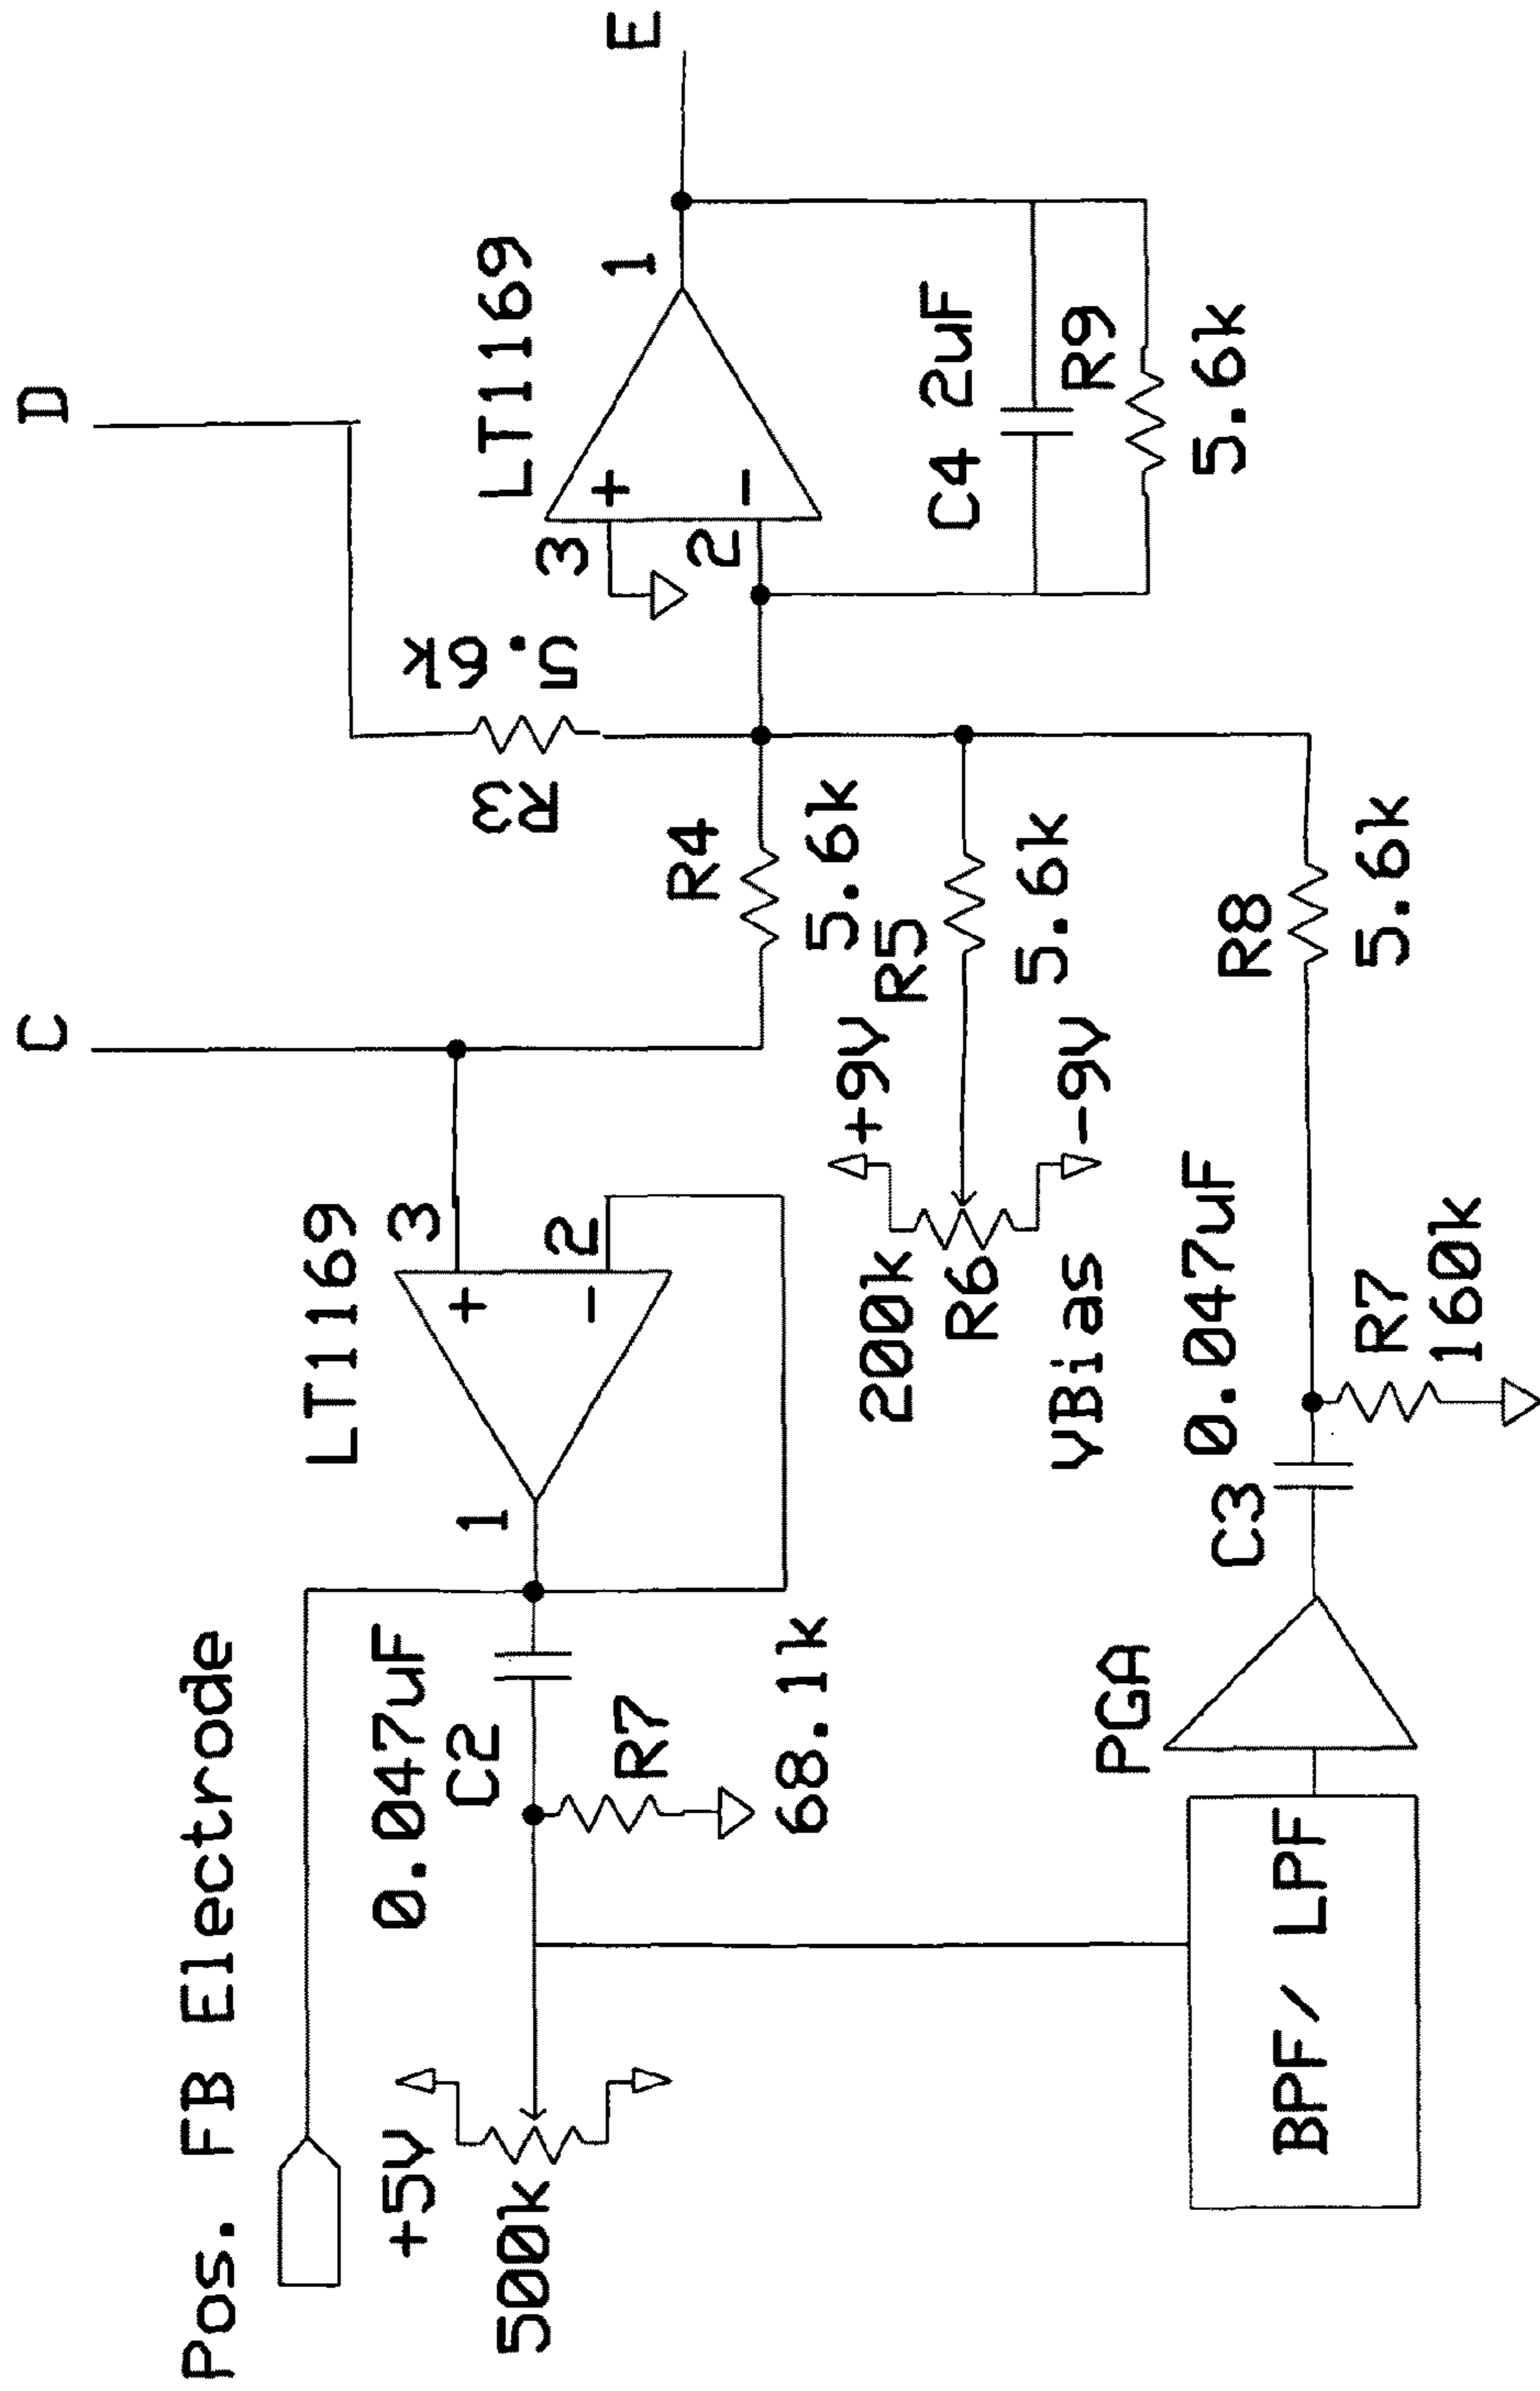 C
D
E
Pos. FB Electrode
LT1169
3
+
2
-
1
0.047uF
C2
R7
68.1k
+5V
500k
R3
5.6k
R4
5.6k
LT1169
3
+
2
-
1
C4 2uF
R9
5.6k
+9V
R5
5.6k
200k
R6
-9V
VBias
PGA
C3 0.047uF
R8
5.6k
R7
160k
BPF/ LPF